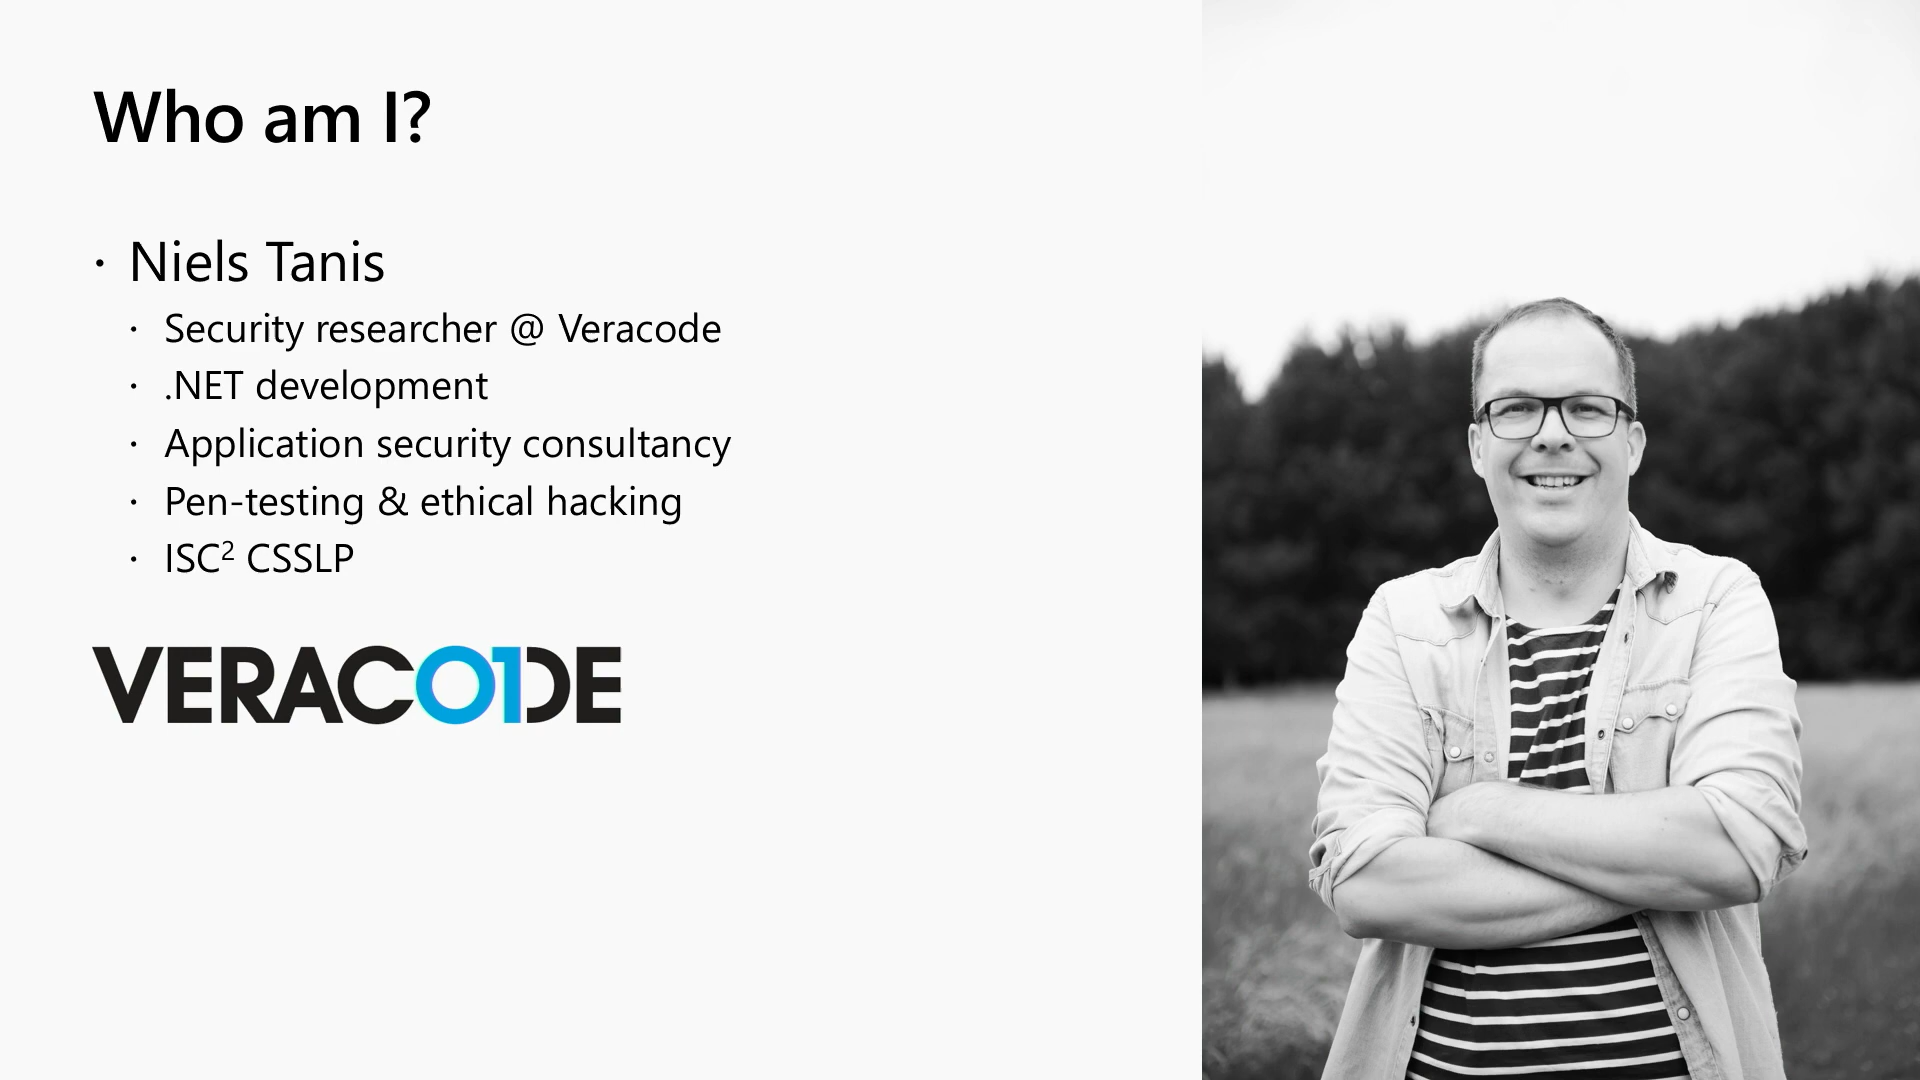 Who am I?
· Niels Tanis
· Security researcher @ Veracode
· .NET development
· Application security consultancy
· Pen-testing & ethical hacking
· ISC² CSSLP
VERACODE